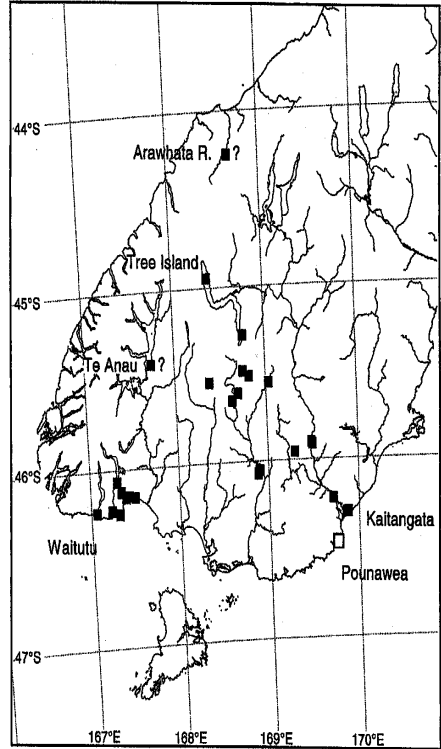 44°S
Arawhata R. ?
Tree Island
45°S
Te Anau ?
46°S
Waitutu
Kaitangata
Pounawea
47°S
167°E 168°E 169°E 170°E